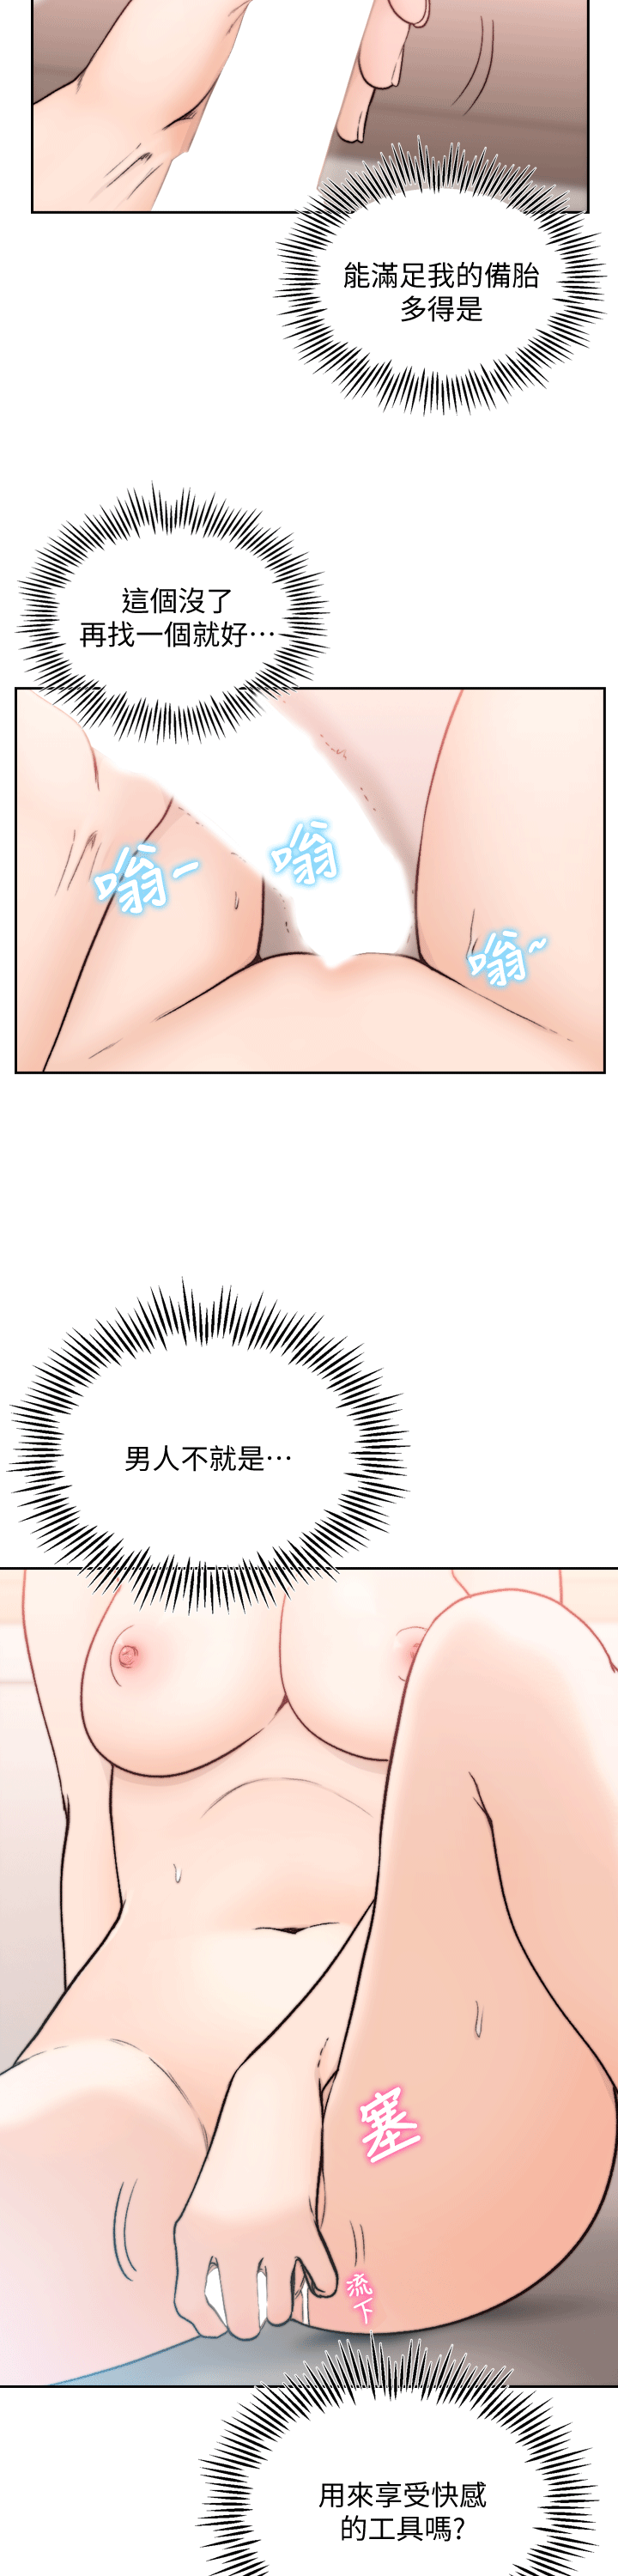 能滿足我的備胎
多得是
這個沒了
再找一個就好…
嗡~
嗡
嗡~
男人不就是…
塞
流下
用來享受快感
的工具嗎?